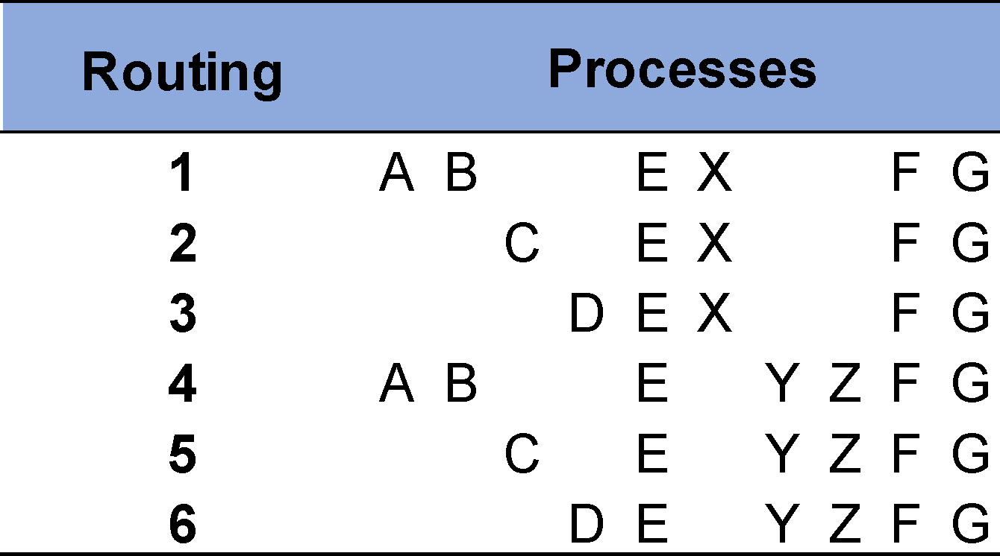 Routing Processes
1 A B E X F G
2 C E X F G
3 D E X F G
4 A B E Y Z F G
5 C E Y Z F G
6 D E Y Z F G